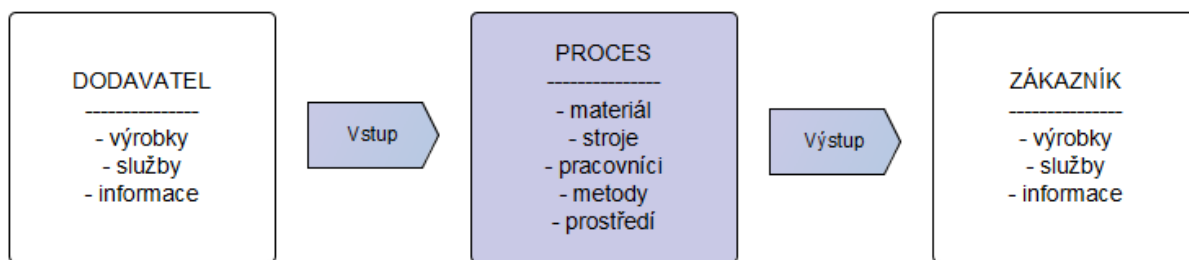 DODAVATEL
---------------
- výrobky
- služby
- informace
Vstup
PROCES
---------------
- materiál
- stroje
- pracovníci
- metody
- prostředí
Výstup
ZÁKAZNÍK
---------------
- výrobky
- služby
- informace